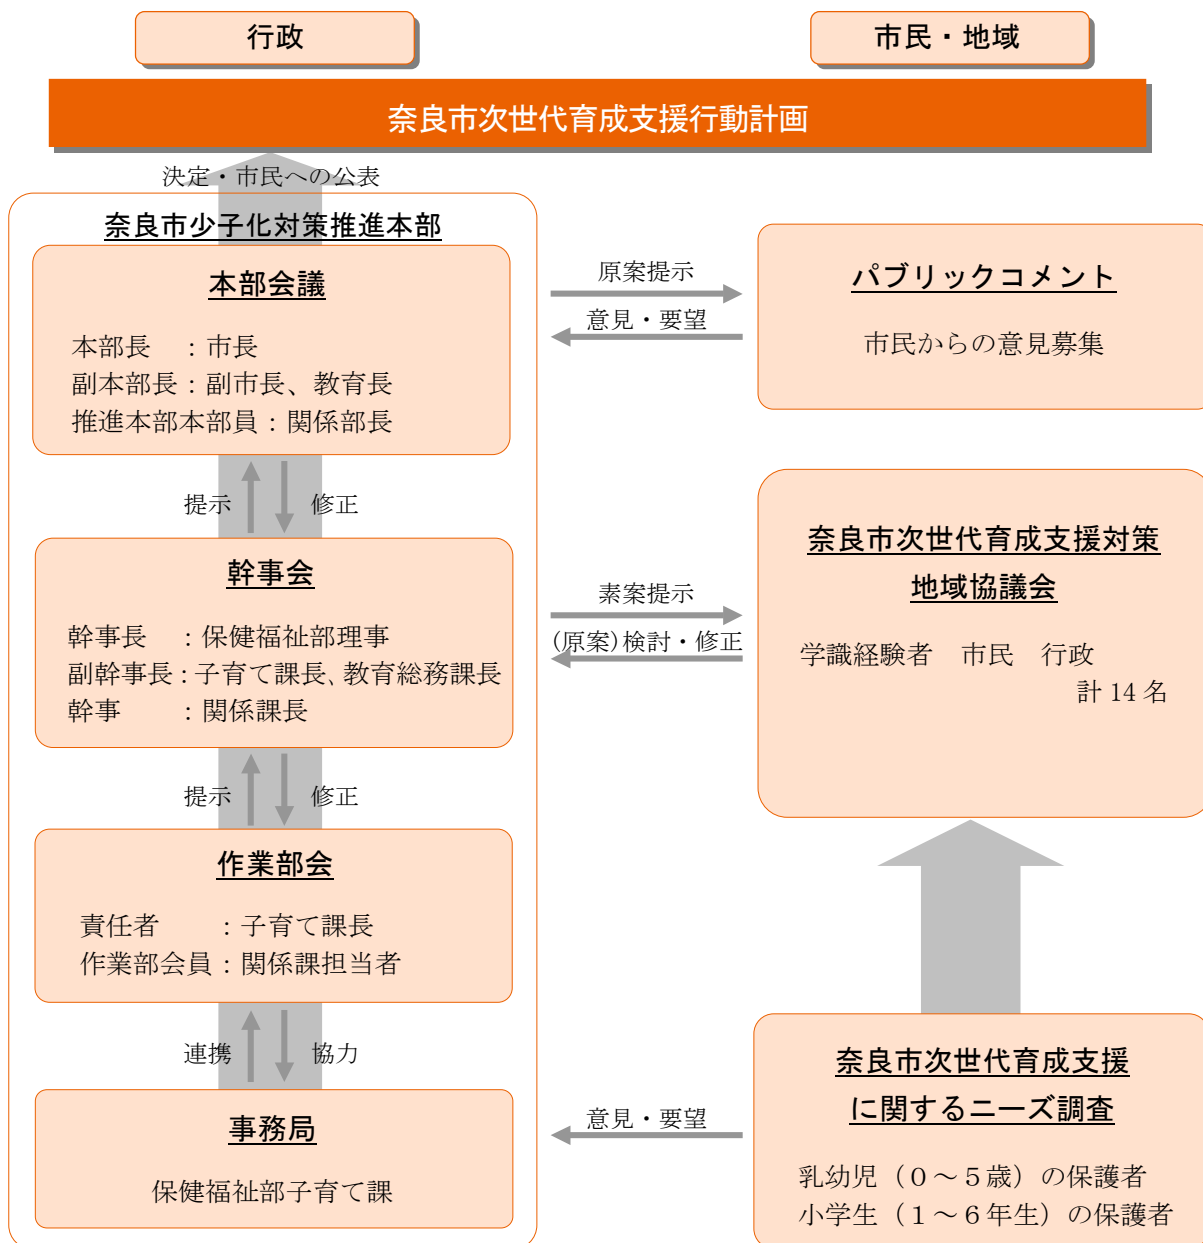 行政
市民・地域
奈良市次世代育成支援行動計画
決定・市民への公表
奈良市少子化対策推進本部
本部会議
本部長　：市長
副本部長：副市長、教育長
推進本部本部員：関係部長
原案提示
意見・要望
パブリックコメント
市民からの意見募集
提示　修正
幹事会
幹事長　：保健福祉部理事
副幹事長：子育て課長、教育総務課長
幹事　　：関係課長
素案提示
(原案)検討・修正
奈良市次世代育成支援対策
地域協議会
学識経験者　市民　行政
計 14 名
提示　修正
作業部会
責任者　　：子育て課長
作業部会員：関係課担当者
連携　協力
事務局
保健福祉部子育て課
意見・要望
奈良市次世代育成支援
に関するニーズ調査
乳幼児（０～５歳）の保護者
小学生（１～６年生）の保護者